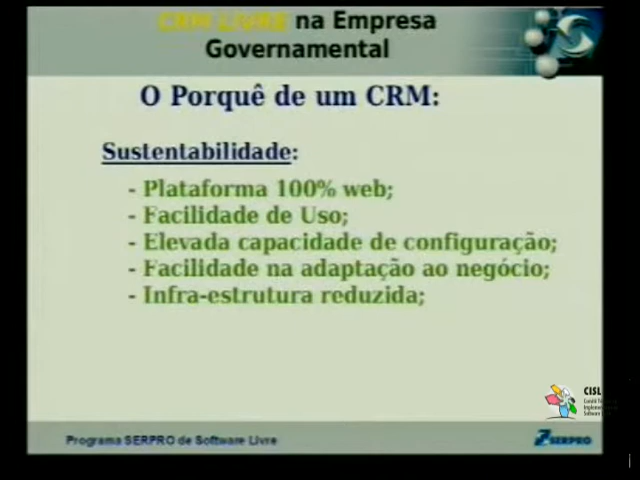 CRM LIVRE na Empresa
Governamental
O Porquê de um CRM:
Sustentabilidade:
- Plataforma 100% web;
- Facilidade de Uso;
- Elevada capacidade de configuração;
- Facilidade na adaptação ao negócio;
- Infra-estrutura reduzida;
CISL
Programa SERPRO de Software Livre
SERPRO